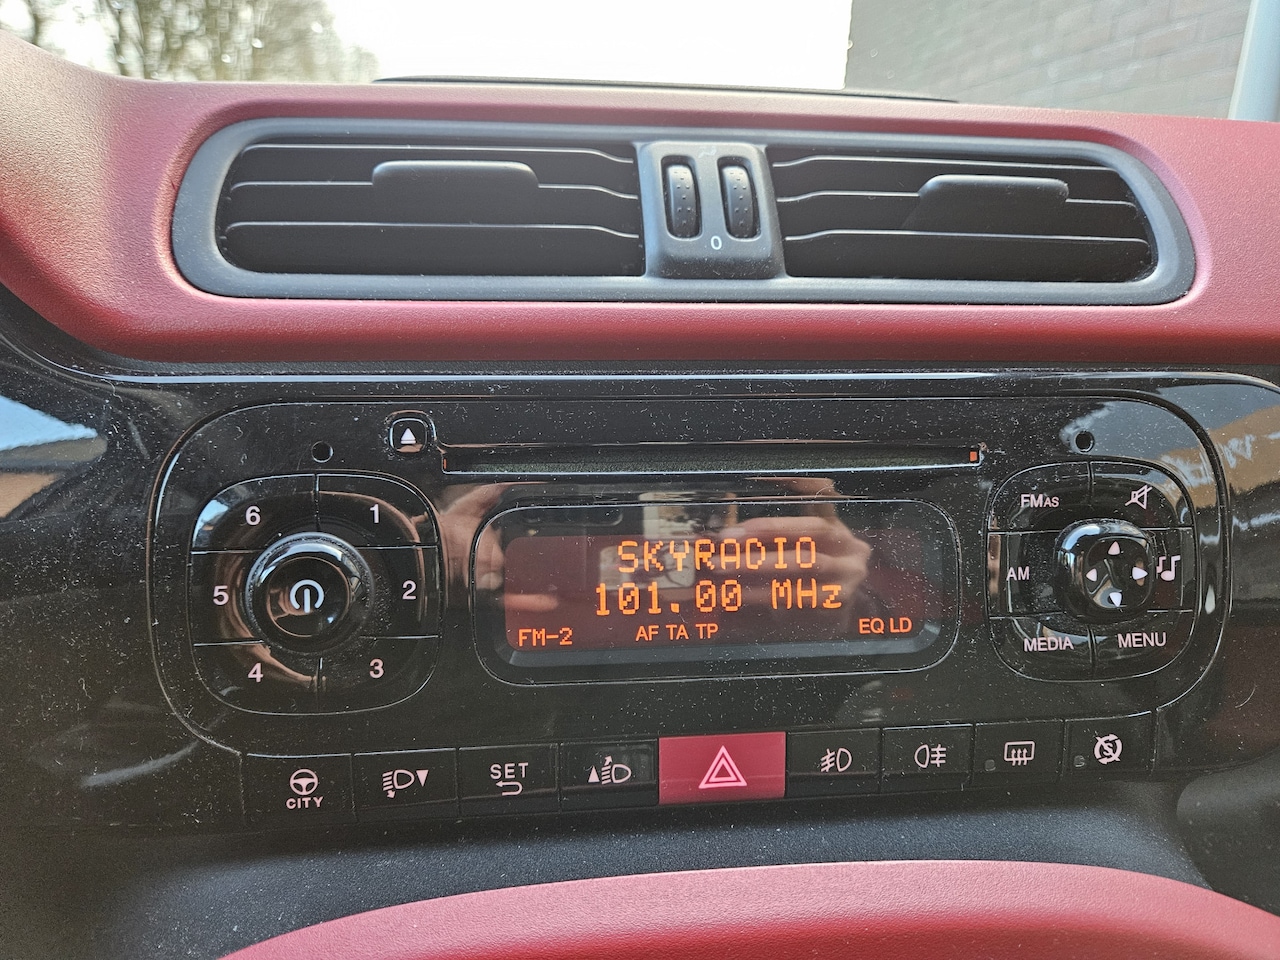 0
6 1
5 2
4 3
SKYRADIO
101.00 MHz
FM-2 AF TA TP EQ LD
FMAS
AM
MEDIA MENU
CITY
SET